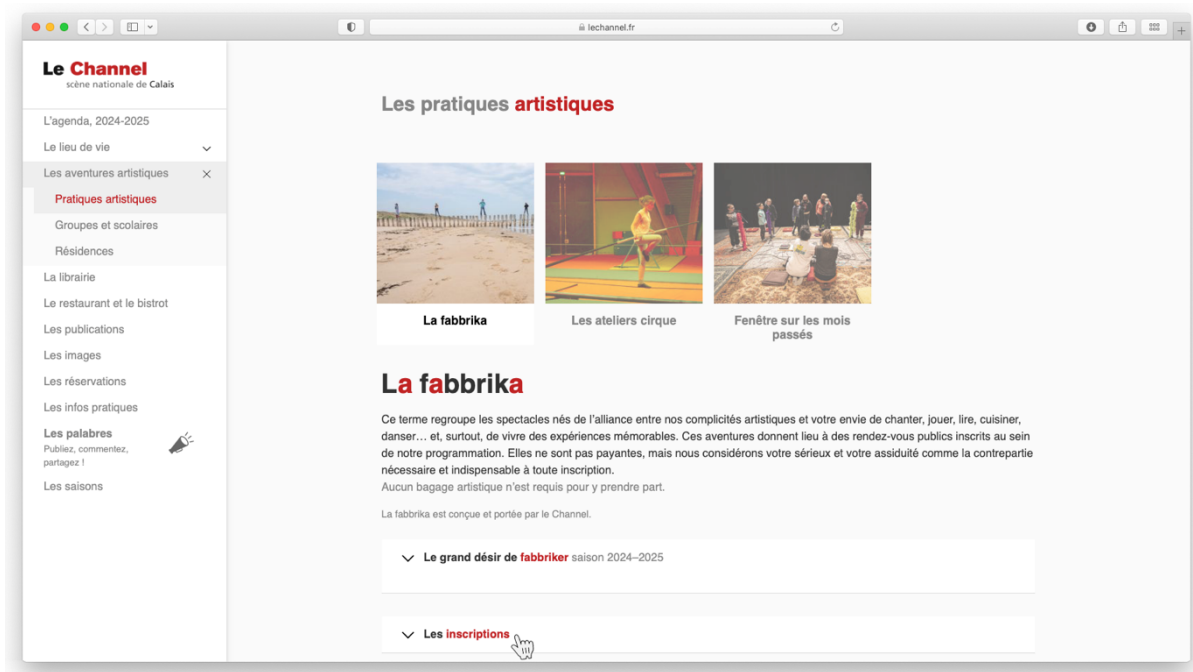 lechannel.fr
Le Channel
scène nationale de Calais
L'agenda, 2024-2025
Le lieu de vie
Les aventures artistiques
Pratiques artistiques
Groupes et scolaires
Résidences
La librairie
Le restaurant et le bistrot
Les publications
Les images
Les réservations
Les infos pratiques
Les palabres
Publiez, commentez,
partagez !
Les saisons
Les pratiques artistiques
La fabbrika
Les ateliers cirque
Fenêtre sur les mois
passés
La fabbrika
Ce terme regroupe les spectacles nés de l’alliance entre nos complicités artistiques et votre envie de chanter, jouer, lire, cuisiner,
danser… et, surtout, de vivre des expériences mémorables. Ces aventures donnent lieu à des rendez-vous publics inscrits au sein
de notre programmation. Elles ne sont pas payantes, mais nous considérons votre sérieux et votre assiduité comme la contrepartie
nécessaire et indispensable à toute inscription.
Aucun bagage artistique n’est requis pour y prendre part.
La fabbrika est conçue et portée par le Channel.
Le grand désir de fabbriker saison 2024–2025
Les inscriptions